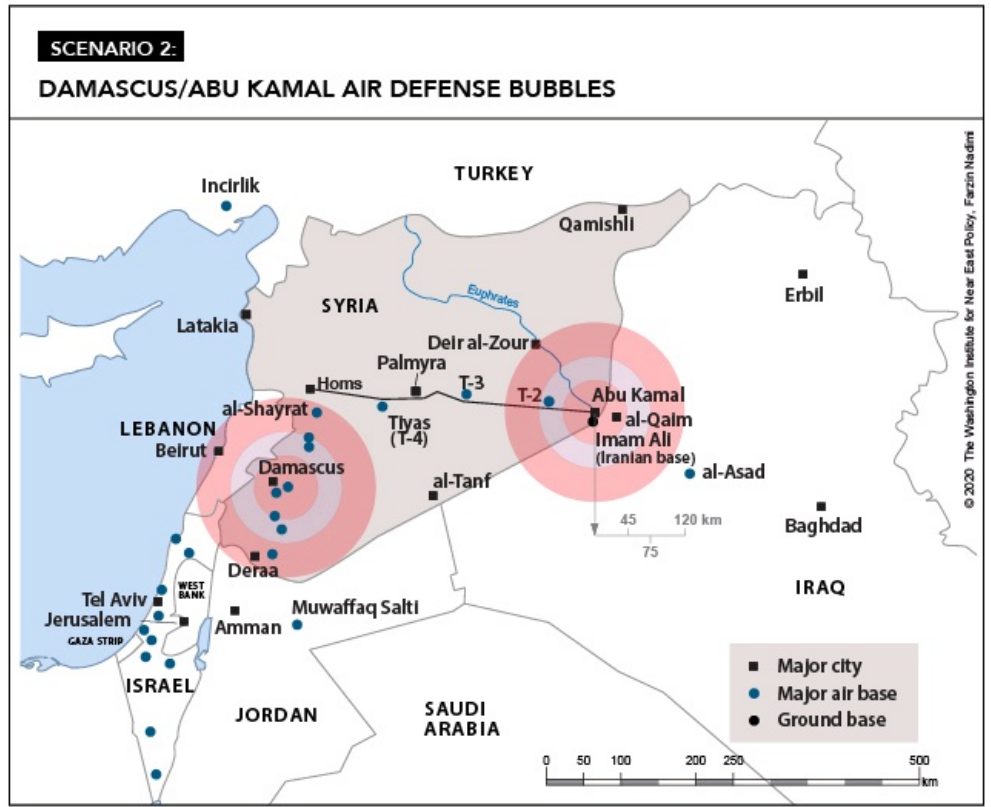 SCENARIO 2:
DAMASCUS/ABU KAMAL AIR DEFENSE BUBBLES
TURKEY
Incirlik
Qamishli
Erbil
SYRIA
Euphrates
Latakia
Deir al-Zour
Palmyra
T-3
Homs
T-2
Abu Kamal
al-Shayrat
Tiyas
(T-4)
al-Qaim
LEBANON
Imam Ali
(Iranian base)
Beirut
Damascus
al-Asad
al-Tanf
45
120 km
75
Baghdad
Deraa
IRAQ
WEST
BANK
Tel Aviv
Jerusalem
GAZA STRIP
Amman
Muwaffaq Salti
ISRAEL
JORDAN
SAUDI
ARABIA
Major city
Major air base
Ground base
0 50 100 200 250 500
km
© 2020 The Washington Institute for Near East Policy, Farzin Nadimi